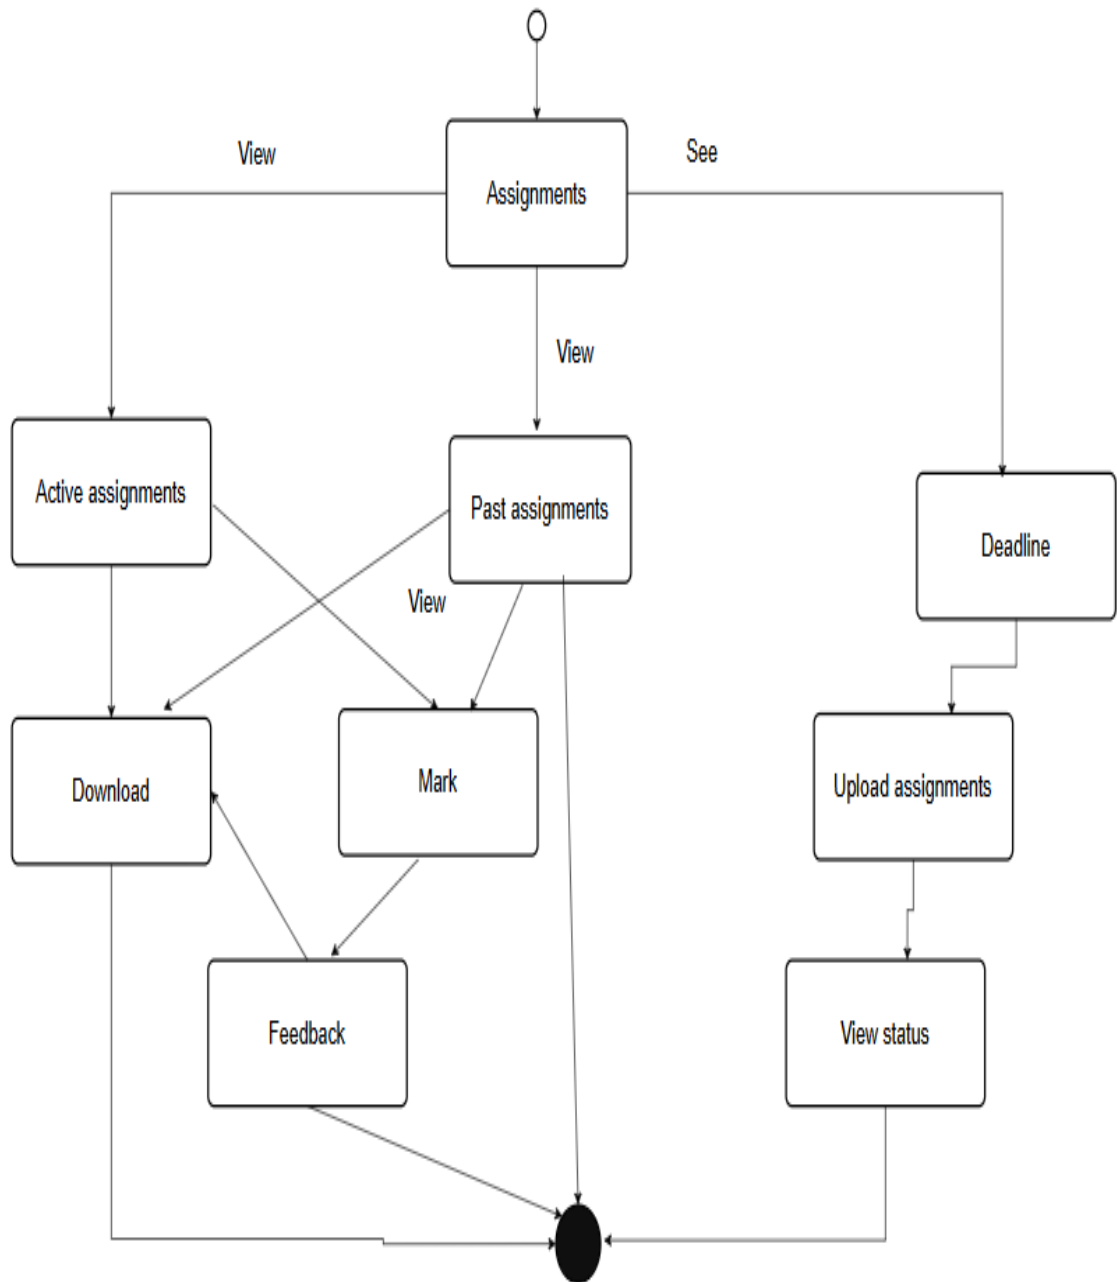 View
See
Assignments
View
Active assignments
Past assignments
Deadline
View
Download
Mark
Upload assignments
Feedback
View status